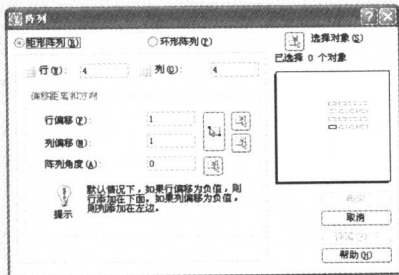 阵列
矩形阵列(R) 环形阵列(P) 选择对象(S)
已选择 0 个对象
行(W): 4 列(O): 4
偏移距离和方向
行偏移(F): 1
列偏移(M): 1
阵列角度(A): 0
提示
默认情况下，如果行偏移为负值，则
行添加在下面。如果列偏移为负值，
则列添加在左边。
确定
取消
帮助(H)